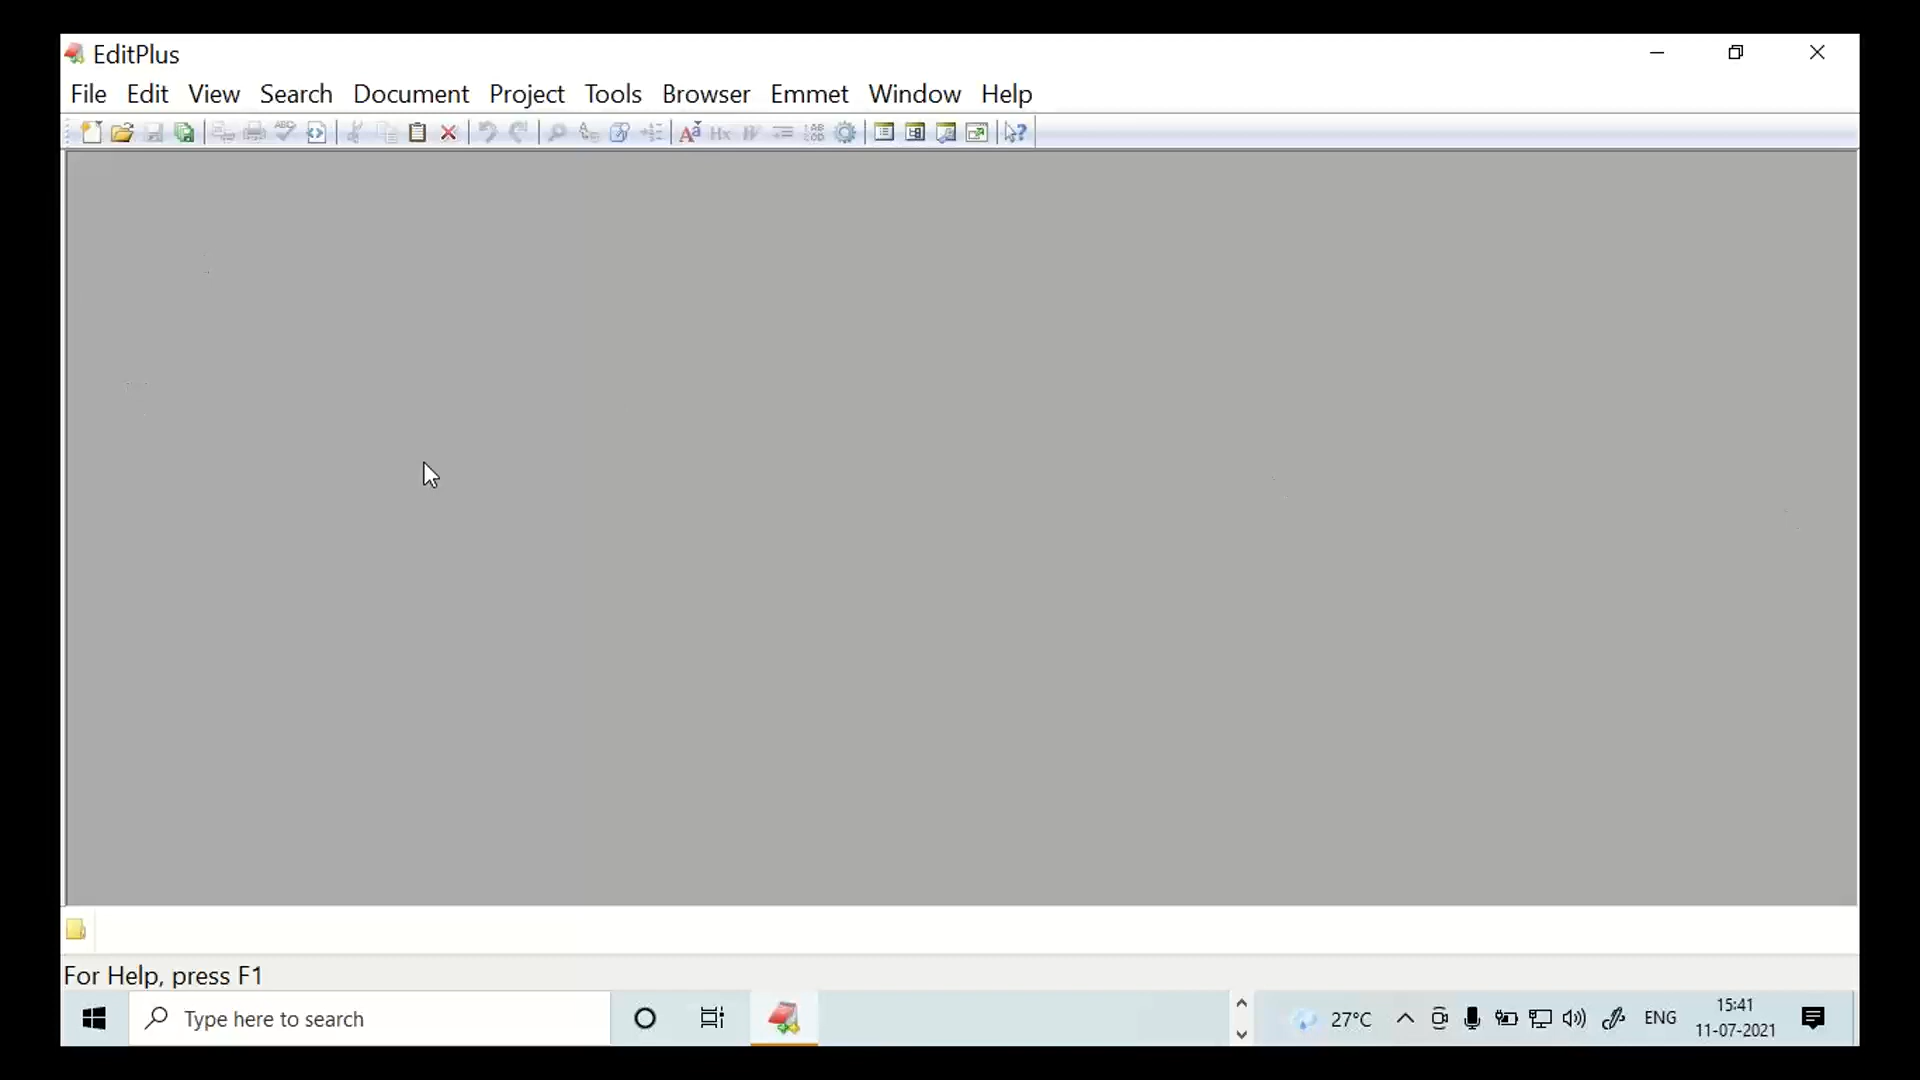 EditPlus
File Edit View Search Document Project Tools Browser Emmet Window Help
For Help, press F1
Type here to search
27°C
ENG
15:41
11-07-2021